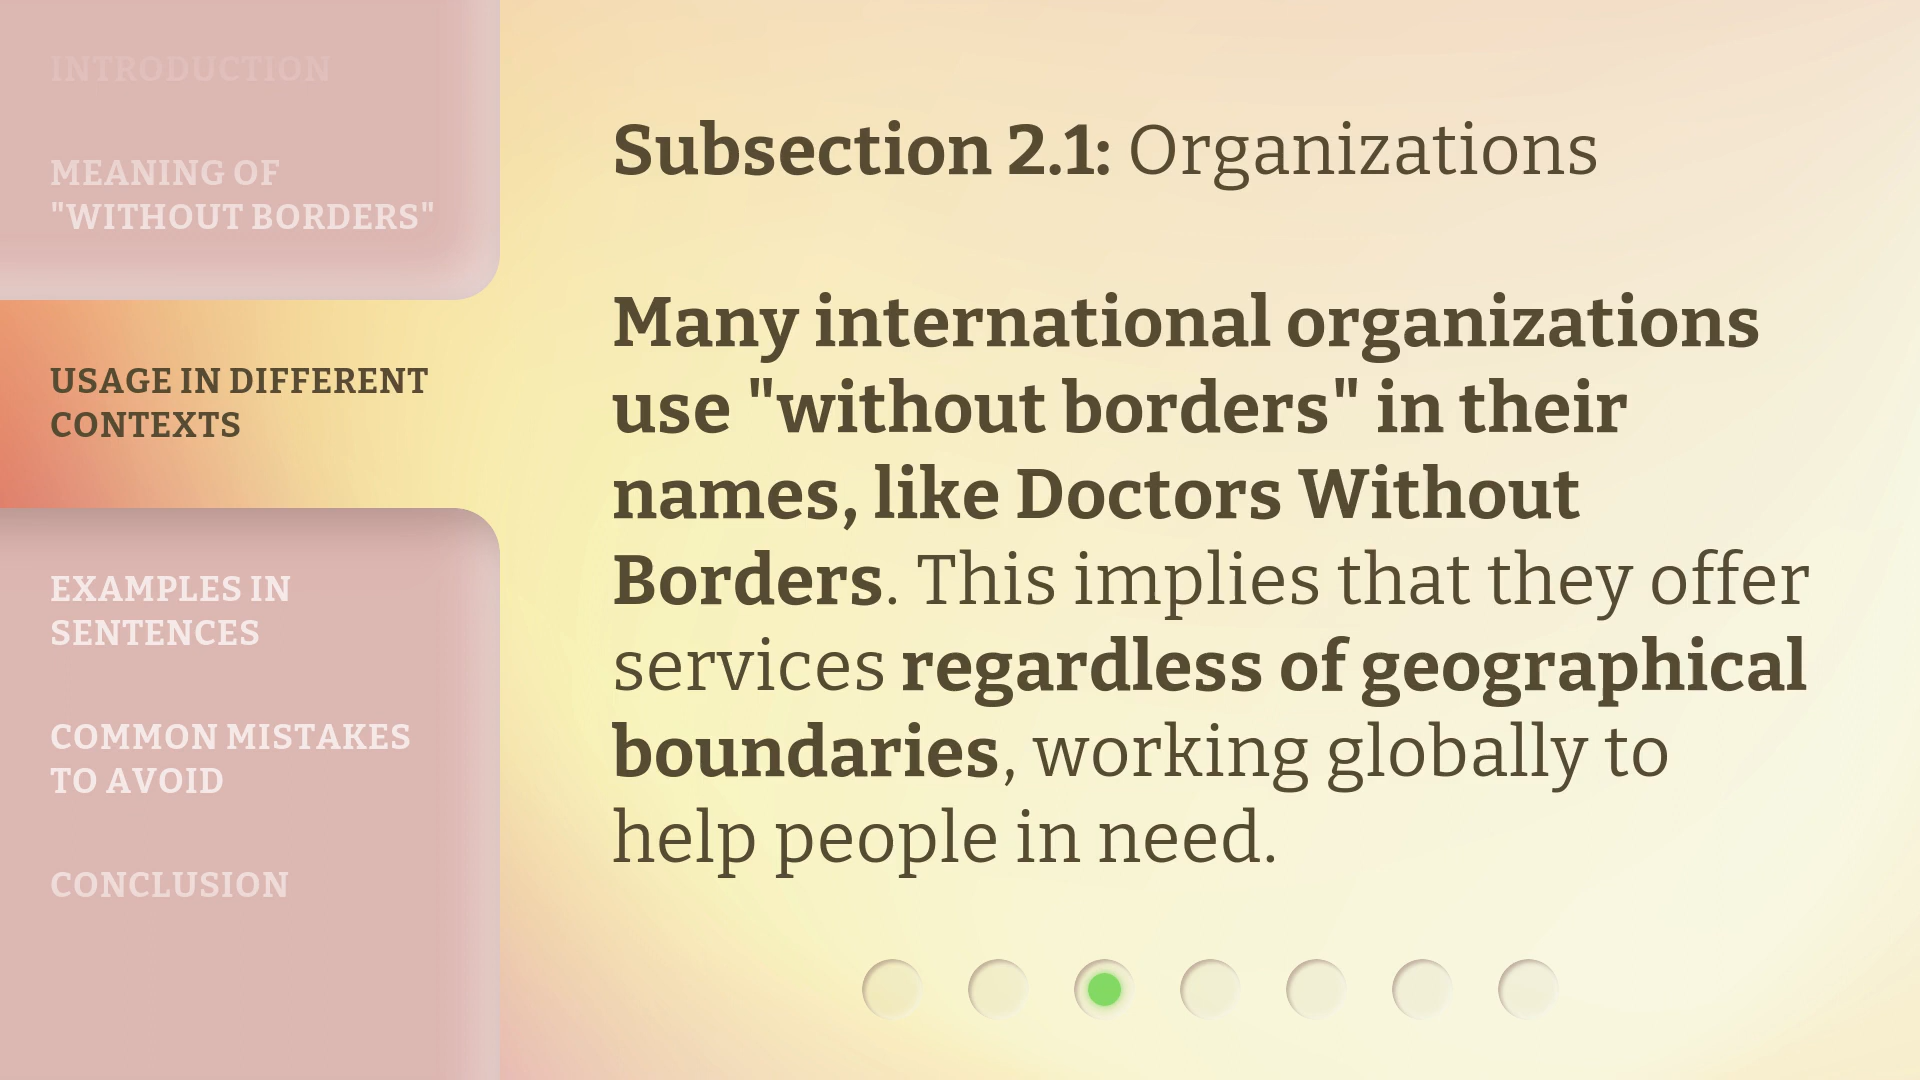 INTRODUCTION
MEANING OF
"WITHOUT BORDERS"
USAGE IN DIFFERENT
CONTEXTS
EXAMPLES IN
SENTENCES
COMMON MISTAKES
TO AVOID
CONCLUSION
Subsection 2.1: Organizations
Many international organizations
use "without borders" in their
names, like Doctors Without
Borders. This implies that they offer
services regardless of geographical
boundaries, working globally to
help people in need.